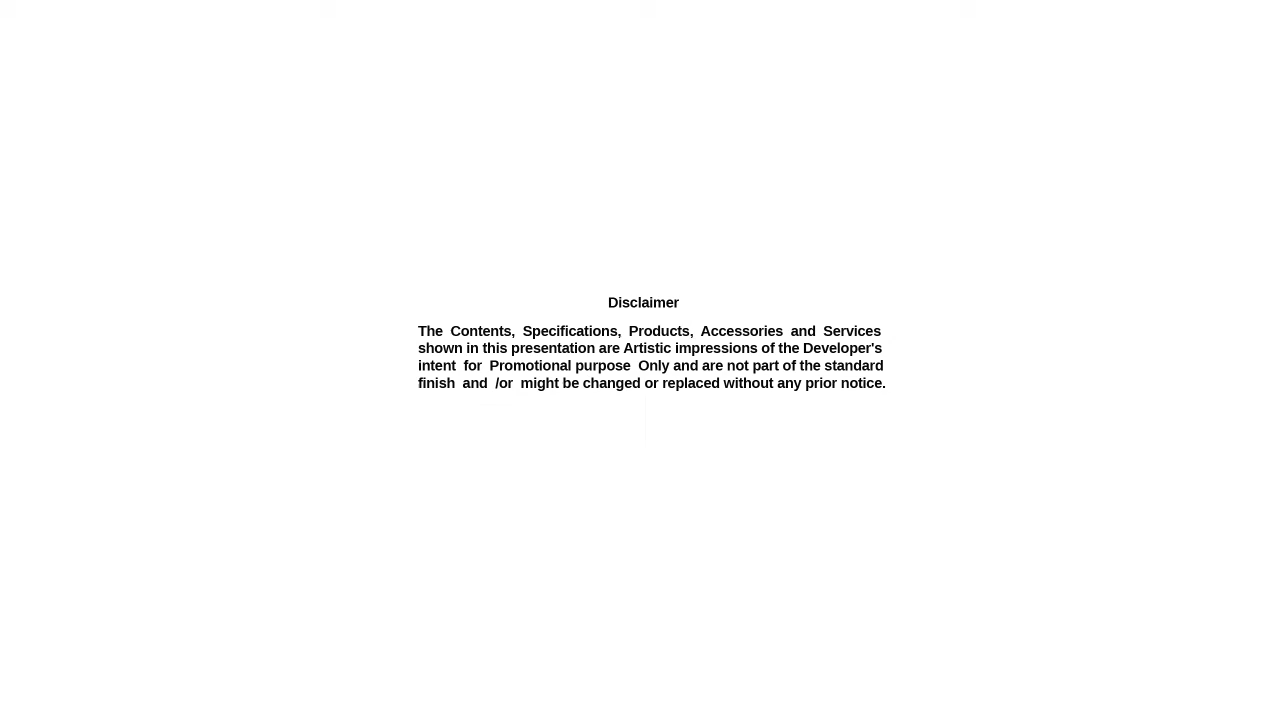 Disclaimer
The Contents, Specifications, Products, Accessories and Services
shown in this presentation are Artistic impressions of the Developer's
intent for Promotional purpose Only and are not part of the standard
finish and /or might be changed or replaced without any prior notice.